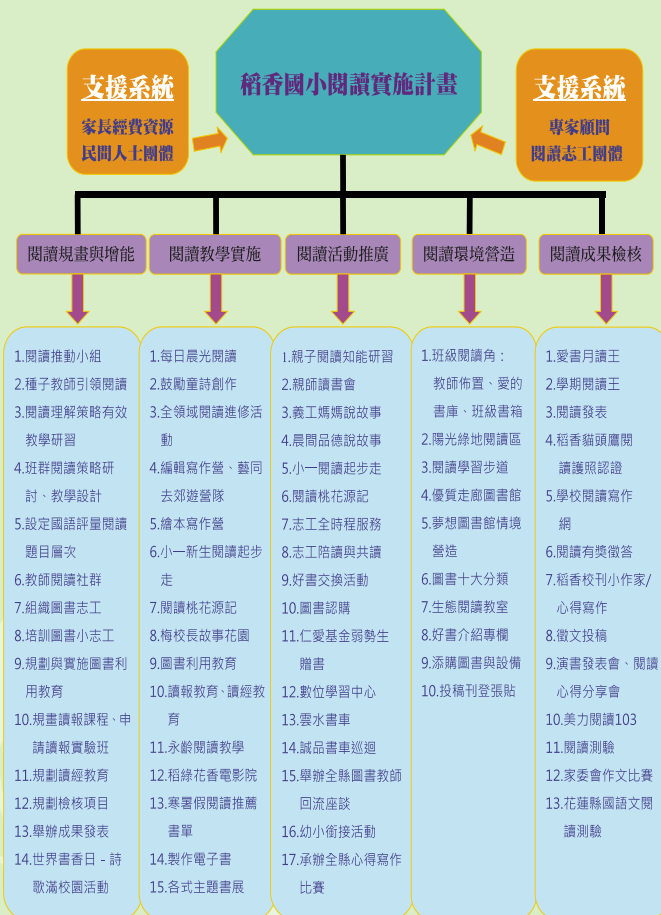 稻香國小閱讀實施計畫
支援系統
家長經費資源
民間人士團體
支援系統
專家顧問
閱讀志工團體
閱讀規畫與增能
閱讀教學實施
閱讀活動推廣
閱讀環境營造
閱讀成果檢核
1.閱讀推動小組
2.種子教師引領閱讀
3.閱讀理解策略有效
教學研習
4.班群閱讀策略研
討、教學設計
5.設定國語評量閱讀
題目層次
6.教師閱讀社群
7.組織圖書志工
8.培訓圖書小志工
9.規劃與實施圖書利
用教育
10.規畫讀報課程、申
請讀報實驗班
11.規劃讀經教育
12.規劃檢核項目
13.舉辦成果發表
14.世界書香日－詩
歌滿校園活動
1.每日晨光閱讀
2.鼓勵童詩創作
3.全領域閱讀進修活
動
4.編輯寫作營、藝同
去郊遊營隊
5.繪本寫作營
6.小一新生閱讀起步
走
7.閱讀桃花源記
8.梅校長故事花園
9.圖書利用教育
10.讀報教育、讀經教
育
11.永齡閱讀教學
12.稻綠花香電影院
13.寒暑假閱讀推薦
書單
14.製作電子書
15.各式主題書展
1.親子閱讀知能研習
2.親師讀書會
3.義工媽媽說故事
4.晨間品德說故事
5.小一閱讀起步走
6.閱讀桃花源記
7.志工全時程服務
8.志工陪讀與共讀
9.好書交換活動
10.圖書認購
11.仁愛基金弱勢生
贈書
12.數位學習中心
13.雲水書車
14.誠品書車巡迴
15.舉辦全縣圖書教師
回流座談
16.幼小銜接活動
17.承辦全縣心得寫作
比賽
1.班級閱讀角：
教師佈置、愛的
書庫、班級書箱
2.陽光綠地閱讀區
3.閱讀學習步道
4.優質走廊圖書館
5.夢想圖書館情境
營造
6.圖書十大分類
7.生態閱讀教室
8.好書介紹專欄
9.添購圖書與設備
10.投稿刊登張貼
1.愛書月讀王
2.學期閱讀王
3.閱讀發表
4.稻香貓頭鷹閱
讀護照認證
5.學校閱讀寫作
網
6.閱讀有獎徵答
7.稻香校刊小作家/
心得寫作
8.徵文投稿
9.演書發表會、閱讀
心得分享會
10.美力閱讀103
11.閱讀測驗
12.家委會作文比賽
13.花蓮縣國語文閱
讀測驗